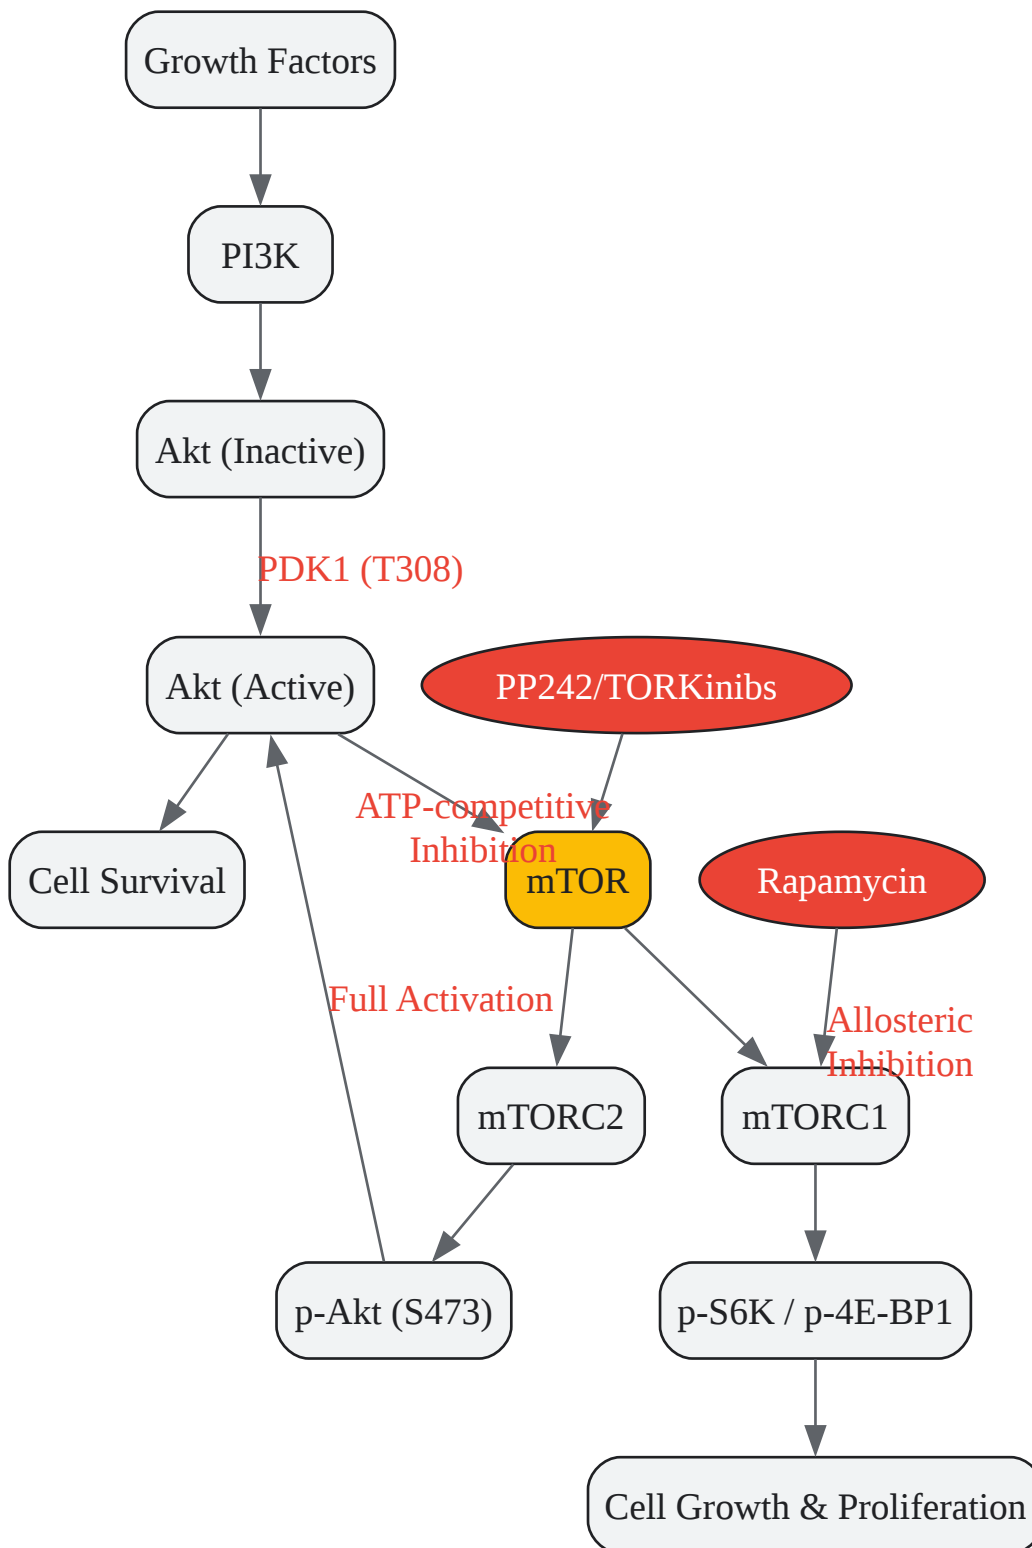 Growth Factors
PI3K
Akt (Inactive)
PDK1 (T308)
Akt (Active)
PP242/TORKinibs
ATP-competitive
Inhibition
Cell Survival
mTOR
Rapamycin
Full Activation
Allosteric
Inhibition
mTORC2
mTORC1
p-Akt (S473)
p-S6K / p-4E-BP1
Cell Growth & Proliferation